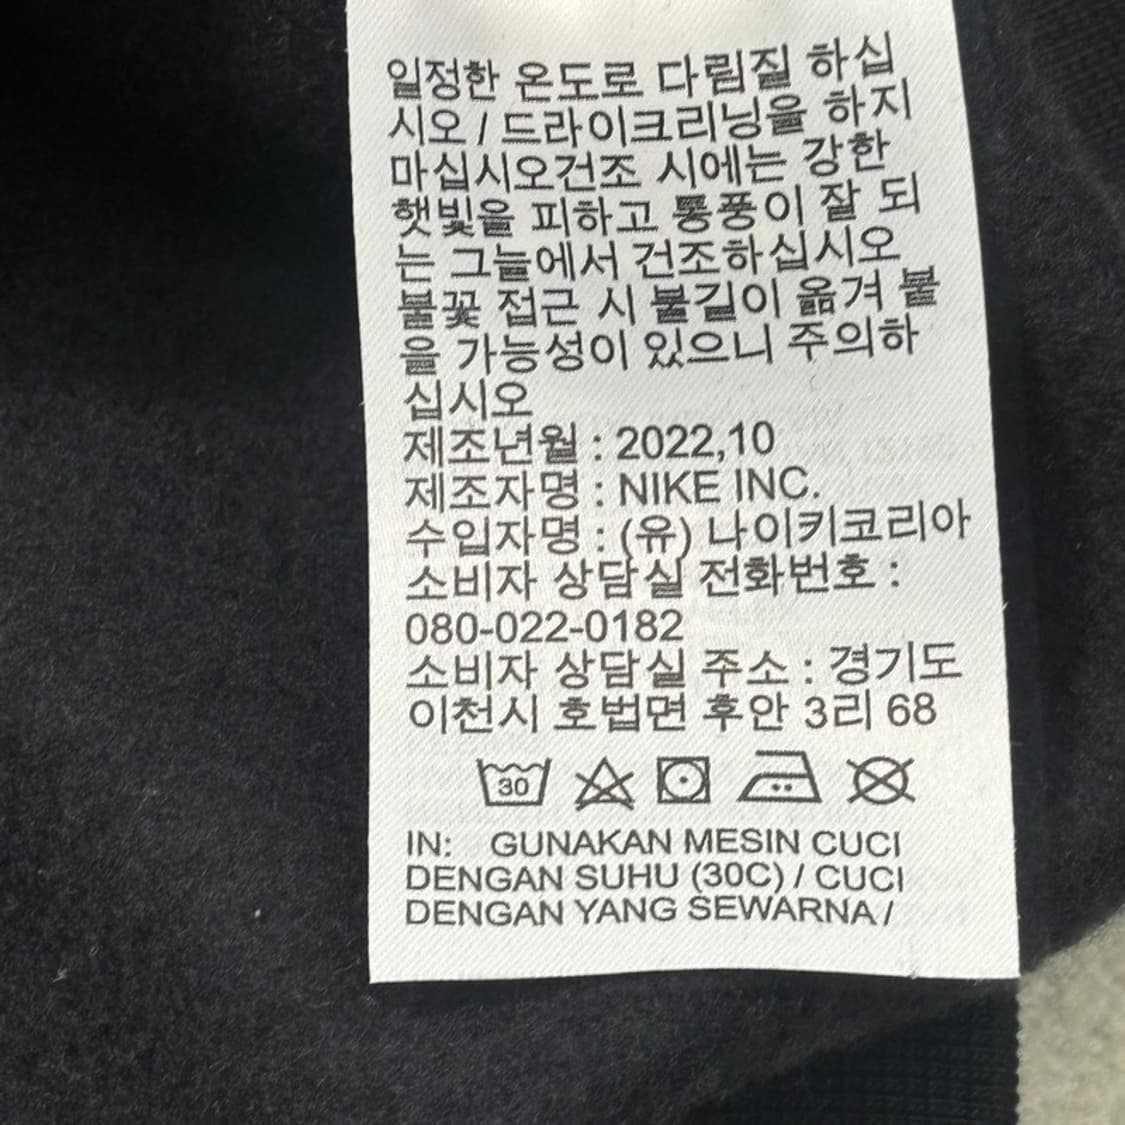 일정한 온도로 다림질 하십
시오 / 드라이크리닝을 하지
마십시오건조 시에는 강한
햇빛을 피하고 통풍이 잘 되
는 그늘에서 건조하십시오
불꽃 접근 시 불길이 옮겨 붙
을 가능성이 있으니 주의하
십시오
제조년월 : 2022,10
제조자명 : NIKE INC.
수입자명 : (유) 나이키코리아
소비자 상담실 전화번호 :
080-022-0182
소비자 상담실 주소 : 경기도
이천시 호법면 후안 3리 68
30
IN: GUNAKAN MESIN CUCI
DENGAN SUHU (30C) / CUCI
DENGAN YANG SEWARNA /